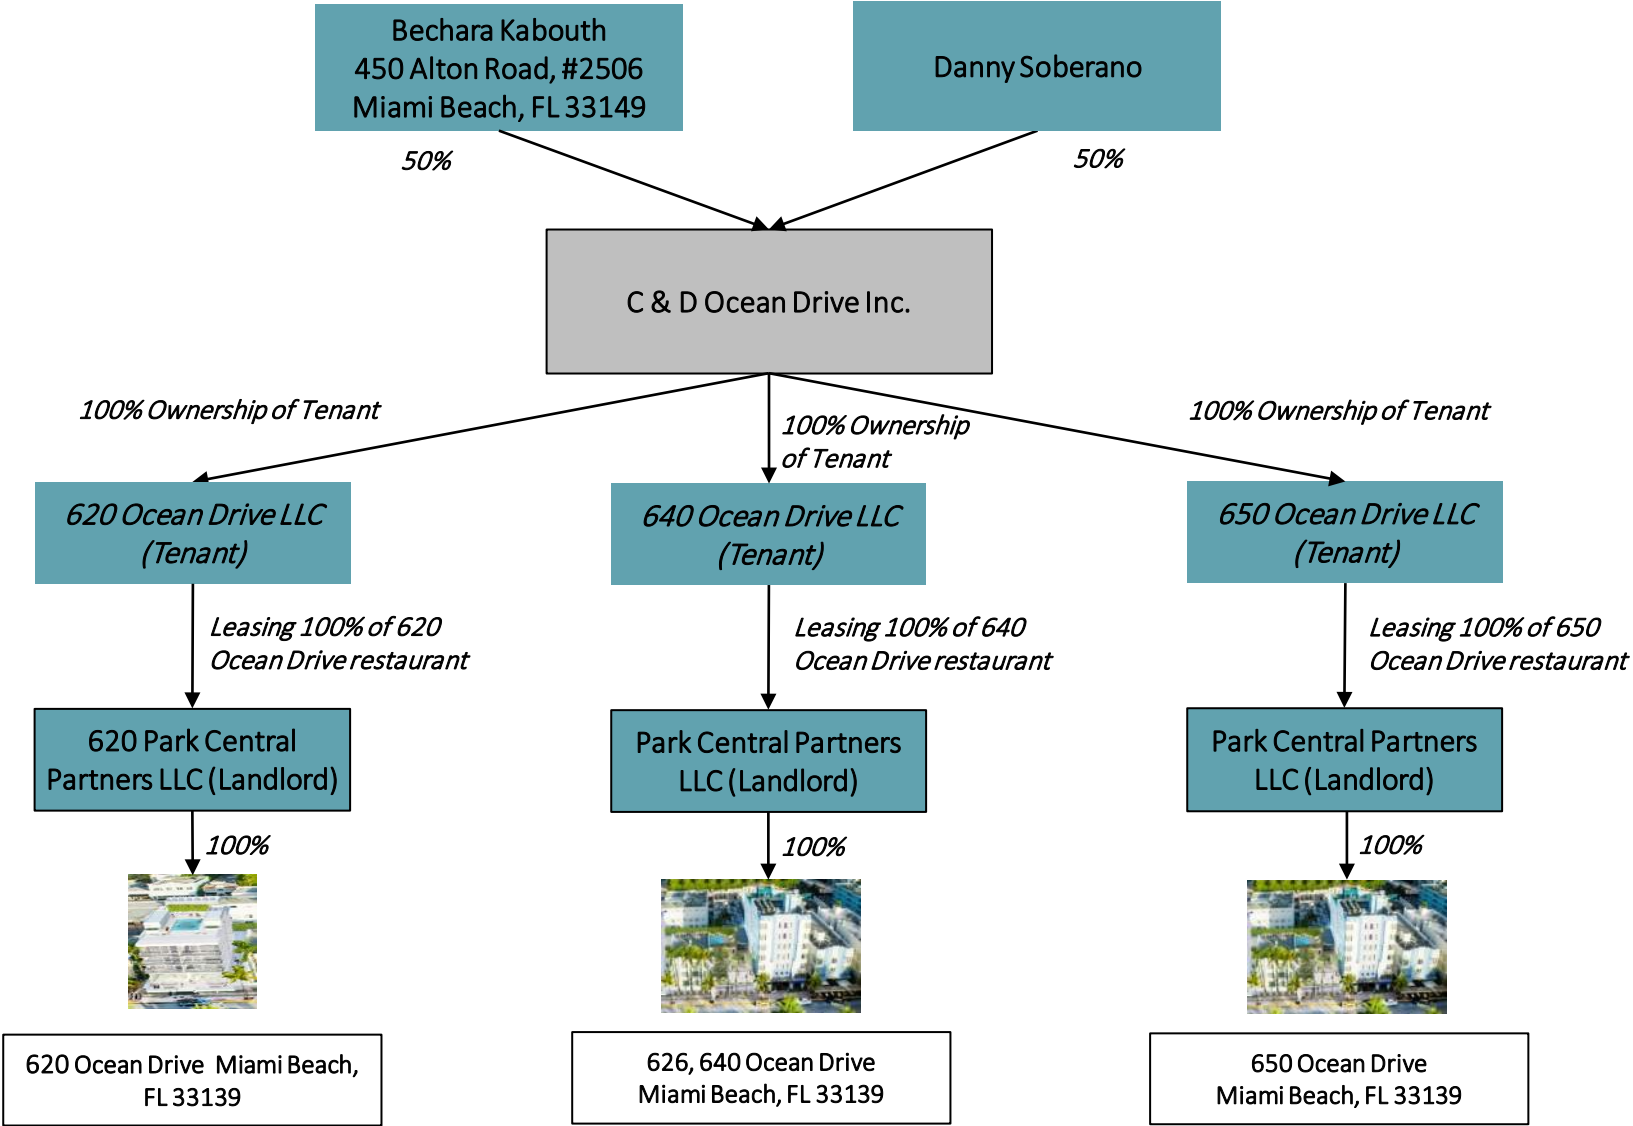 Bechara Kabouth
450 Alton Road, #2506
Miami Beach, FL 33149
Danny Soberano
50%
50%
C & D Ocean Drive Inc.
100% Ownership of Tenant
100% Ownership
of Tenant
100% Ownership of Tenant
620 Ocean Drive LLC
(Tenant)
640 Ocean Drive LLC
(Tenant)
650 Ocean Drive LLC
(Tenant)
Leasing 100% of 620
Ocean Drive restaurant
Leasing 100% of 640
Ocean Drive restaurant
Leasing 100% of 650
Ocean Drive restaurant
620 Park Central
Partners LLC (Landlord)
Park Central Partners
LLC (Landlord)
Park Central Partners
LLC (Landlord)
100%
100%
100%
620 Ocean Drive Miami Beach,
FL 33139
626, 640 Ocean Drive
Miami Beach, FL 33139
650 Ocean Drive
Miami Beach, FL 33139